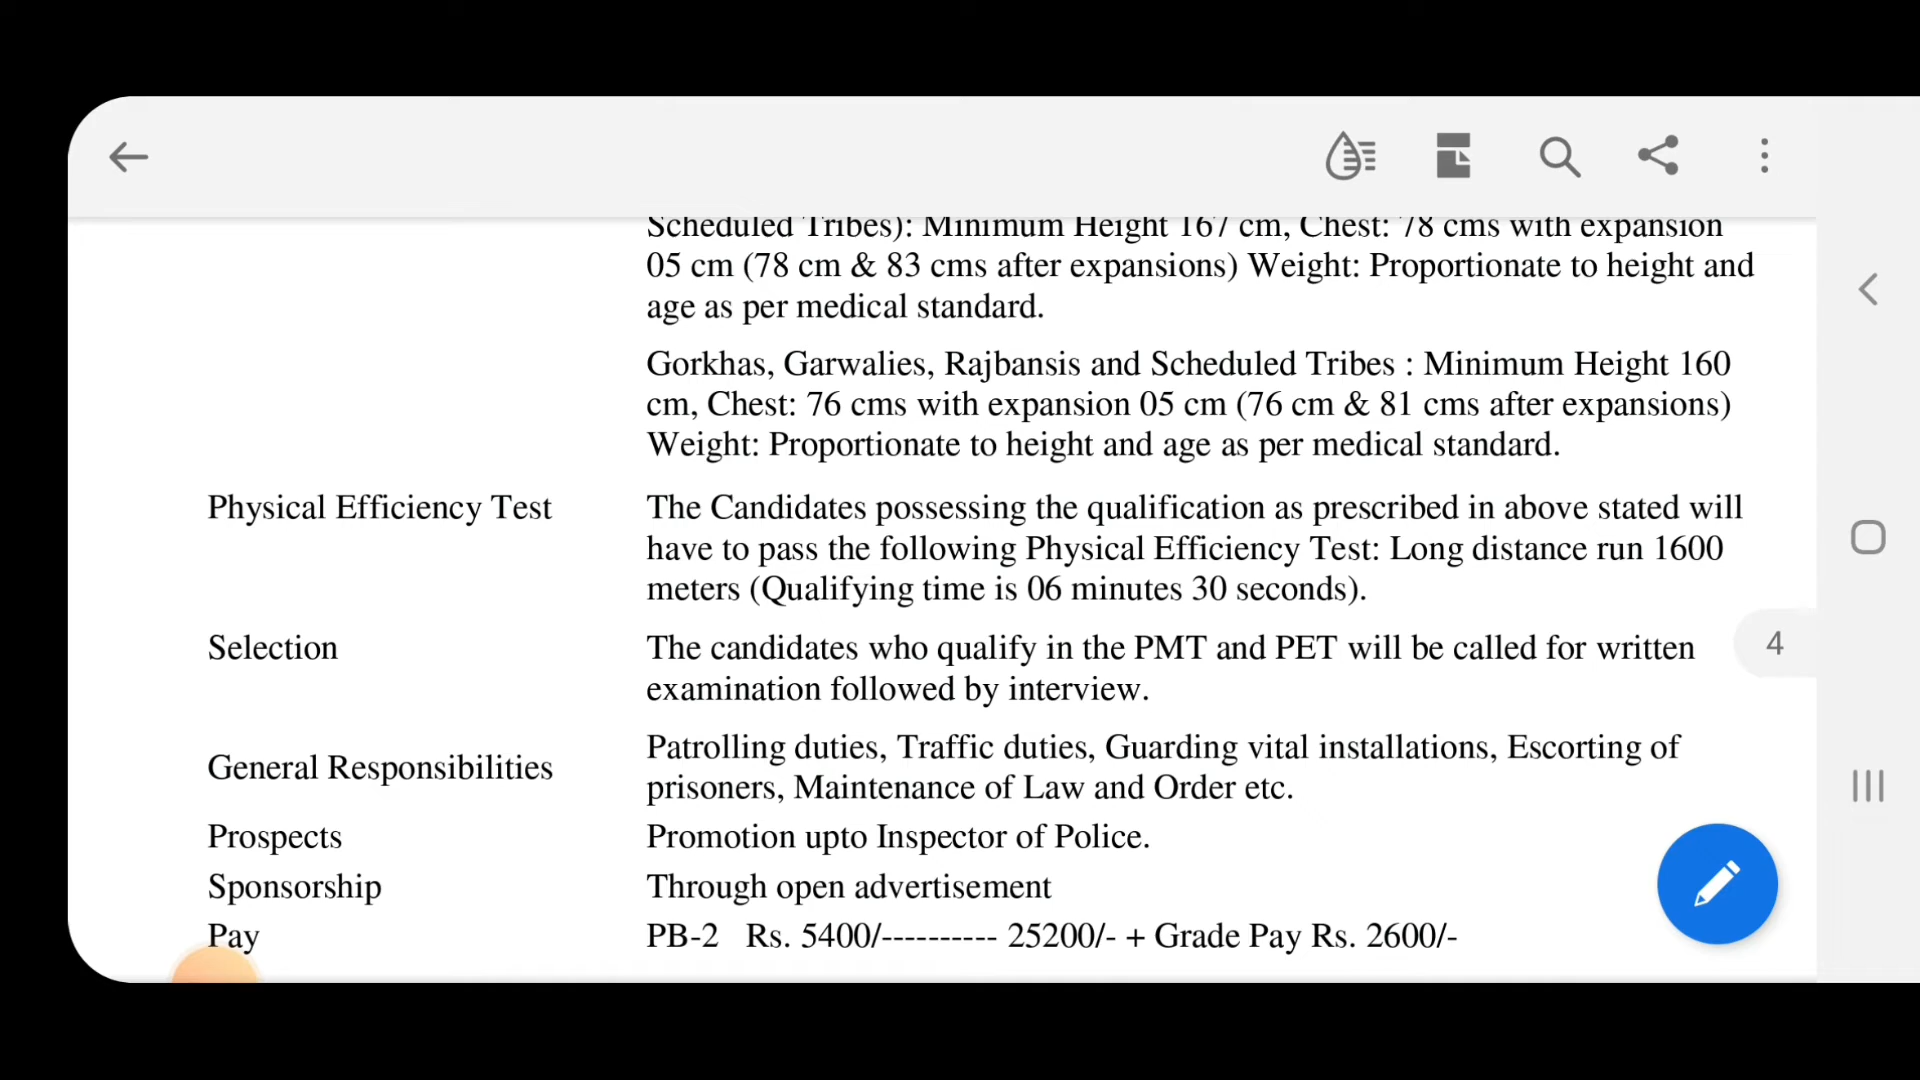 Scheduled Tribes): Minimum Height 167 cm, Chest: 78 cms with expansion
05 cm (78 cm & 83 cms after expansions) Weight: Proportionate to height and
age as per medical standard.
Gorkhas, Garwalies, Rajbansis and Scheduled Tribes : Minimum Height 160
cm, Chest: 76 cms with expansion 05 cm (76 cm & 81 cms after expansions)
Weight: Proportionate to height and age as per medical standard.
Physical Efficiency Test The Candidates possessing the qualification as prescribed in above stated will
have to pass the following Physical Efficiency Test: Long distance run 1600
meters (Qualifying time is 06 minutes 30 seconds).
Selection The candidates who qualify in the PMT and PET will be called for written
examination followed by interview.
4
General Responsibilities Patrolling duties, Traffic duties, Guarding vital installations, Escorting of
prisoners, Maintenance of Law and Order etc.
Prospects Promotion upto Inspector of Police.
Sponsorship Through open advertisement
Pay PB-2 Rs. 5400/---------- 25200/- + Grade Pay Rs. 2600/-